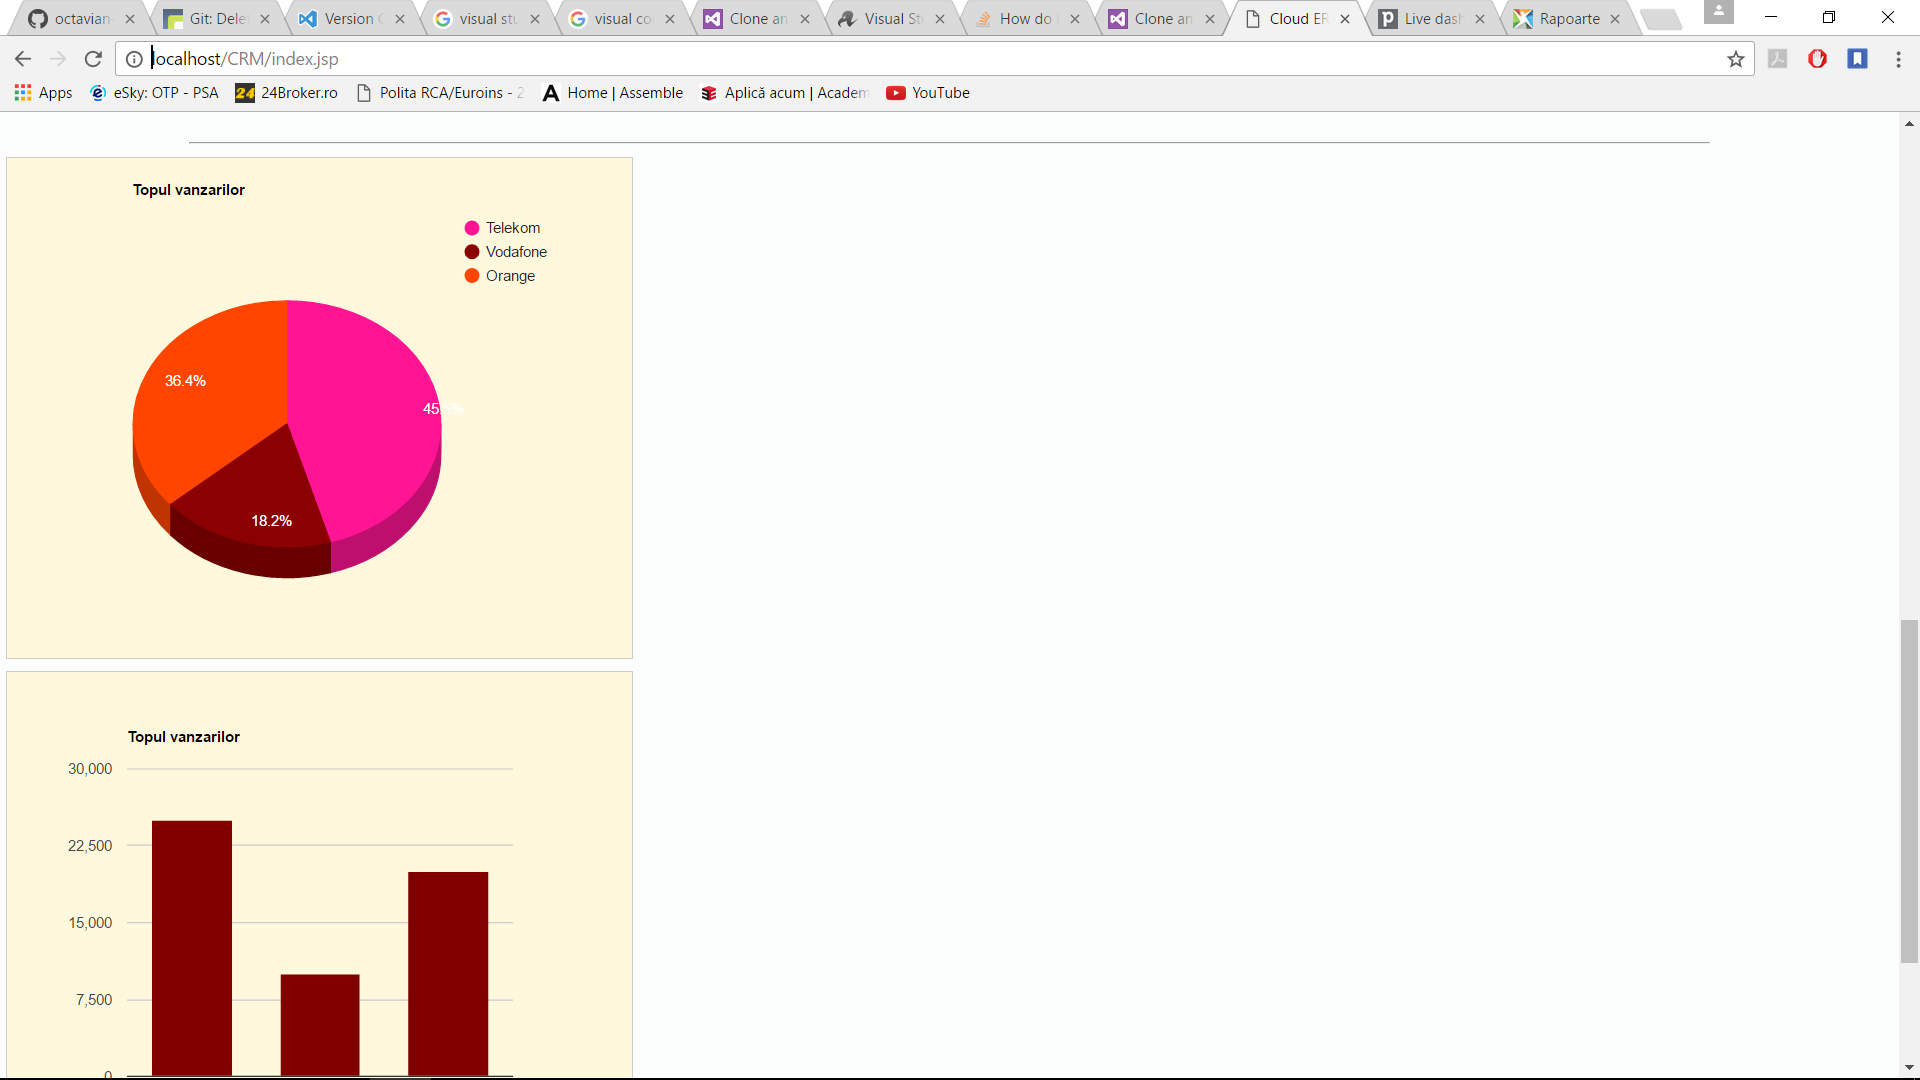 octavian-
Git: Dele
Version C
visual stu
visual co
Clone an
Visual St
How do
Clone an
Cloud ER
Live dash
Rapoarte
localhost/CRM/index.jsp
Apps
eSky: OTP - PSA
24Broker.ro
Polita RCA/Euroins - 2
Home | Assemble
Aplică acum | Academ
YouTube
Topul vanzarilor
Telekom
Vodafone
Orange
36.4%
18.2%
Topul vanzarilor
30,000
22,500
15,000
7,500
0